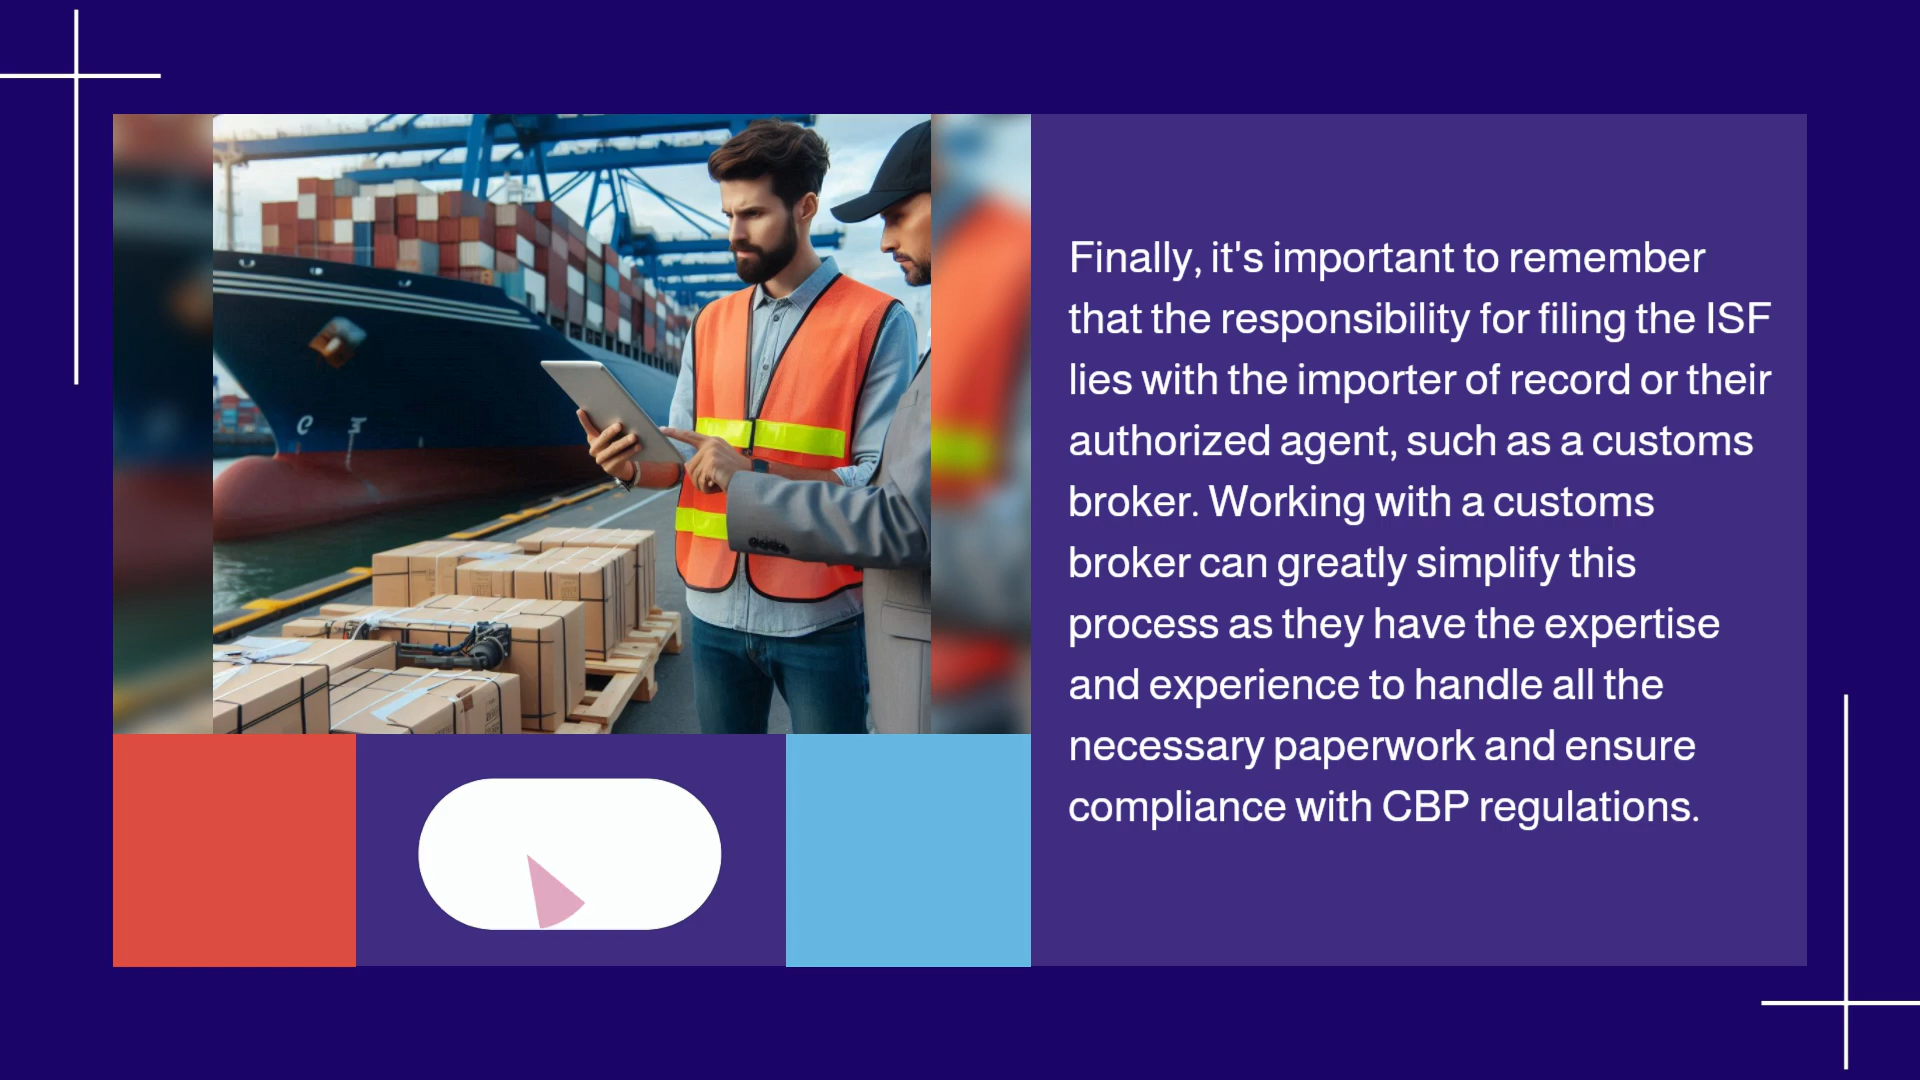 Finally, it's important to remember
that the responsibility for filing the ISF
lies with the importer of record or their
authorized agent, such as a customs
broker. Working with a customs
broker can greatly simplify this
process as they have the expertise
and experience to handle all the
necessary paperwork and ensure
compliance with CBP regulations.